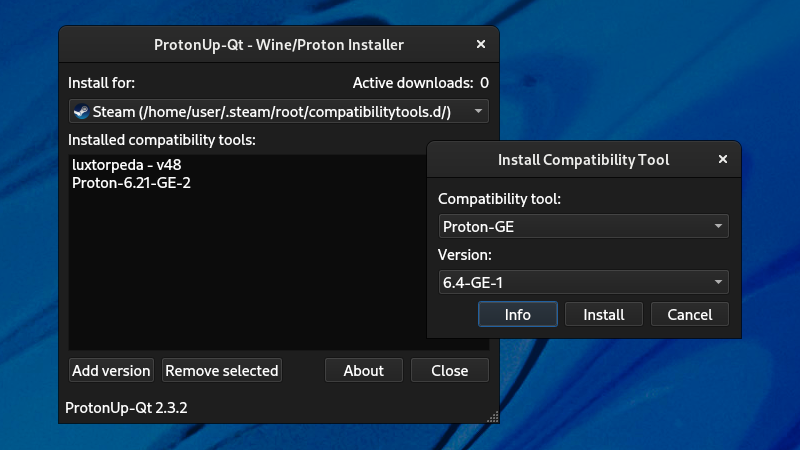 ProtonUp-Qt - Wine/Proton Installer
Install for:
Active downloads: 0
Steam (/home/user/.steam/root/compatibilitytools.d/)
Installed compatibility tools:
luxtorpeda - v48
Proton-6.21-GE-2
Add version
Remove selected
About
Close
ProtonUp-Qt 2.3.2
Install Compatibility Tool
Compatibility tool:
Proton-GE
Version:
6.4-GE-1
Info
Install
Cancel